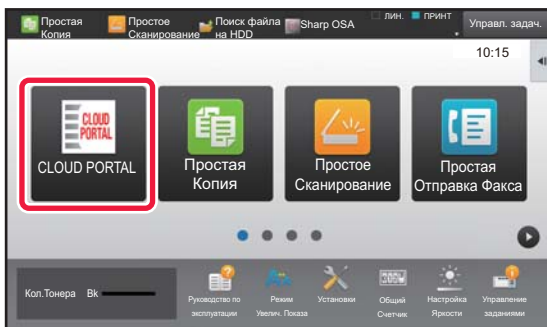 Простая
Копия
Простое
Сканирование
Поиск файла
на HDD
Sharp OSA
ЛИН.
ПРИНТ
Управл. задач.
10:15
CLOUD
PORTAL
CLOUD PORTAL
Простая
Копия
Простое
Сканирование
Простая
Отправка Факса
Кол.Тонера Bk
Руководство по
эксплуатации
Режим
Увелич. Показа
Установки
Общий
Счетчик
Настройка
Яркости
Управление
заданиями